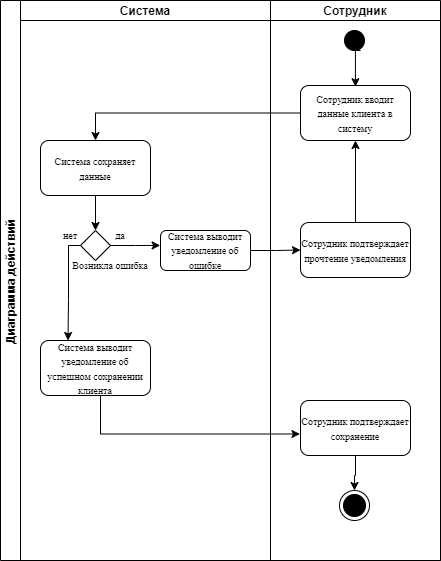 Диаграмма действий
Система
Сотрудник
Сотрудник вводит
данные клиента в
систему
Система сохраняет
данные
нет
да
Возникла ошибка
Система выводит
уведомление об
ошибке
Сотрудник подтверждает
прочтение уведомления
Система выводит
уведомление об
успешном сохранении
клиента
Сотрудник подтверждает
сохранение